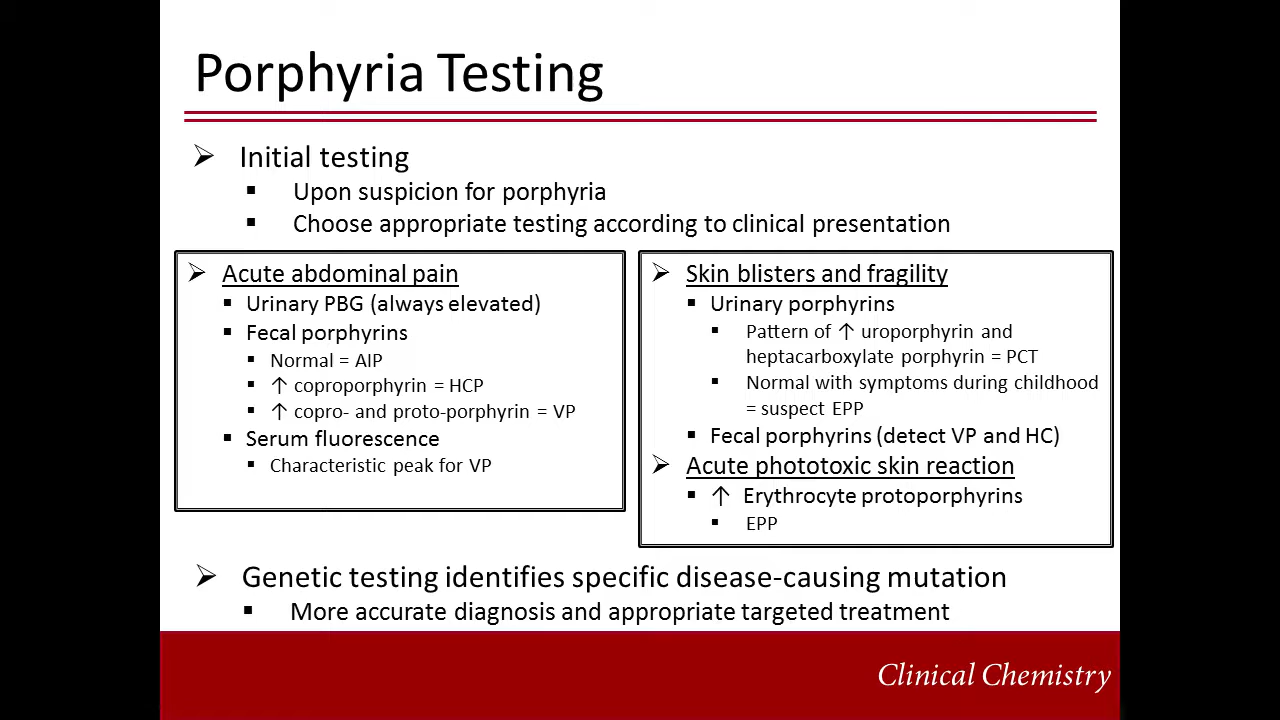 Porphyria Testing
➢ Initial testing
▪ Upon suspicion for porphyria
▪ Choose appropriate testing according to clinical presentation
➢ Acute abdominal pain
▪ Urinary PBG (always elevated)
▪ Fecal porphyrins
▪ Normal = AIP
▪ ↑ coproporphyrin = HCP
▪ ↑ copro- and proto-porphyrin = VP
▪ Serum fluorescence
▪ Characteristic peak for VP
➢ Skin blisters and fragility
▪ Urinary porphyrins
▪ Pattern of ↑ uroporphyrin and
heptacarboxylate porphyrin = PCT
▪ Normal with symptoms during childhood
= suspect EPP
▪ Fecal porphyrins (detect VP and HC)
➢ Acute phototoxic skin reaction
▪ ↑ Erythrocyte protoporphyrins
▪ EPP
➢ Genetic testing identifies specific disease-causing mutation
▪ More accurate diagnosis and appropriate targeted treatment
Clinical Chemistry